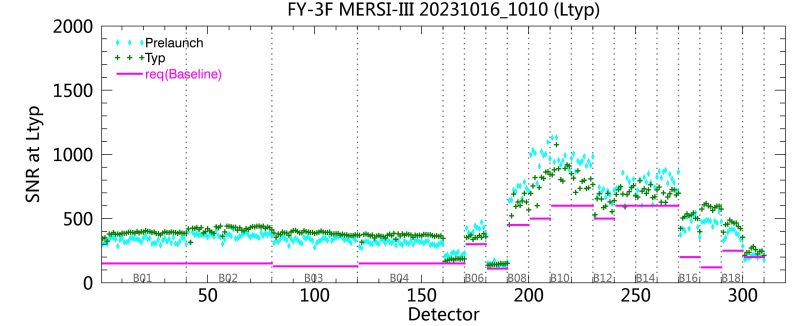 FY-3F MERSI-III 20231016_1010 (Ltyp)
SNR at Ltyp
2000
1500
1000
500
0
Prelaunch
Typ
req(Baseline)
B01 B02 B03 B04 B06 B08 B10 B12 B14 B16 B18
50 100 150 200 250 300
Detector